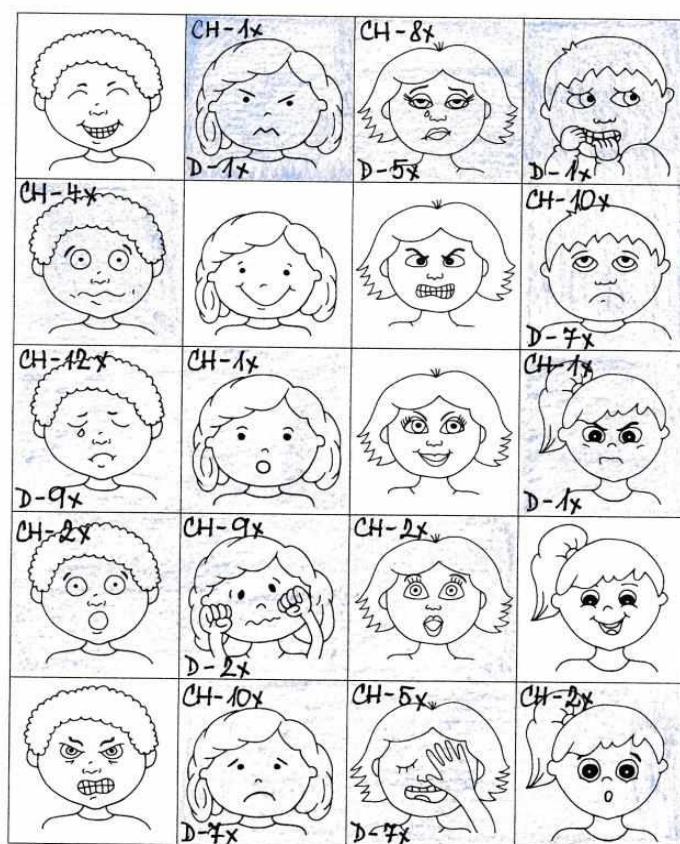 CH-1x
D-1x
CH-8x
D-5x
D-1x
CH-4x
CH-10x
D-7x
CH-12x
D-9x
CH-1x
CH-1x
D-1x
CH-2x
CH-9x
D-2x
CH-2x
CH-10x
D-7x
CH-5x
D-7x
CH-2x